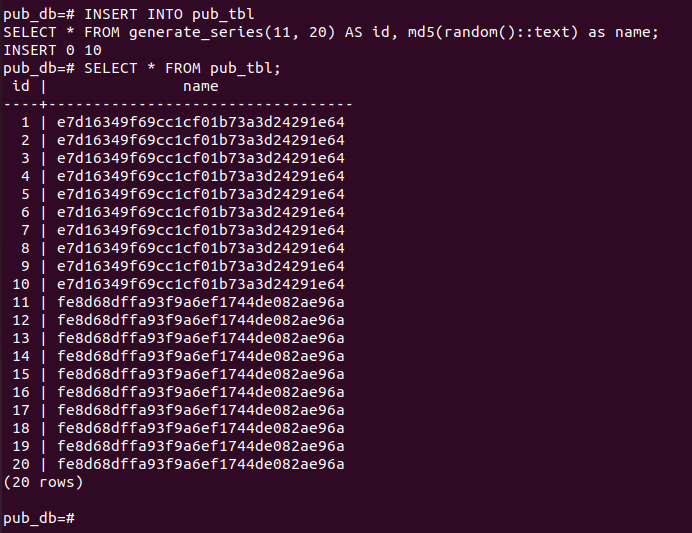 pub_db=# INSERT INTO pub_tbl
SELECT * FROM generate_series(11, 20) AS id, md5(random()::text) as name;
INSERT 0 10
pub_db=# SELECT * FROM pub_tbl;
 id |               name
----+----------------------------------
  1 | e7d16349f69cc1cf01b73a3d24291e64
  2 | e7d16349f69cc1cf01b73a3d24291e64
  3 | e7d16349f69cc1cf01b73a3d24291e64
  4 | e7d16349f69cc1cf01b73a3d24291e64
  5 | e7d16349f69cc1cf01b73a3d24291e64
  6 | e7d16349f69cc1cf01b73a3d24291e64
  7 | e7d16349f69cc1cf01b73a3d24291e64
  8 | e7d16349f69cc1cf01b73a3d24291e64
  9 | e7d16349f69cc1cf01b73a3d24291e64
 10 | e7d16349f69cc1cf01b73a3d24291e64
 11 | fe8d68dffa93f9a6ef1744de082ae96a
 12 | fe8d68dffa93f9a6ef1744de082ae96a
 13 | fe8d68dffa93f9a6ef1744de082ae96a
 14 | fe8d68dffa93f9a6ef1744de082ae96a
 15 | fe8d68dffa93f9a6ef1744de082ae96a
 16 | fe8d68dffa93f9a6ef1744de082ae96a
 17 | fe8d68dffa93f9a6ef1744de082ae96a
 18 | fe8d68dffa93f9a6ef1744de082ae96a
 19 | fe8d68dffa93f9a6ef1744de082ae96a
 20 | fe8d68dffa93f9a6ef1744de082ae96a
(20 rows)
pub_db=#